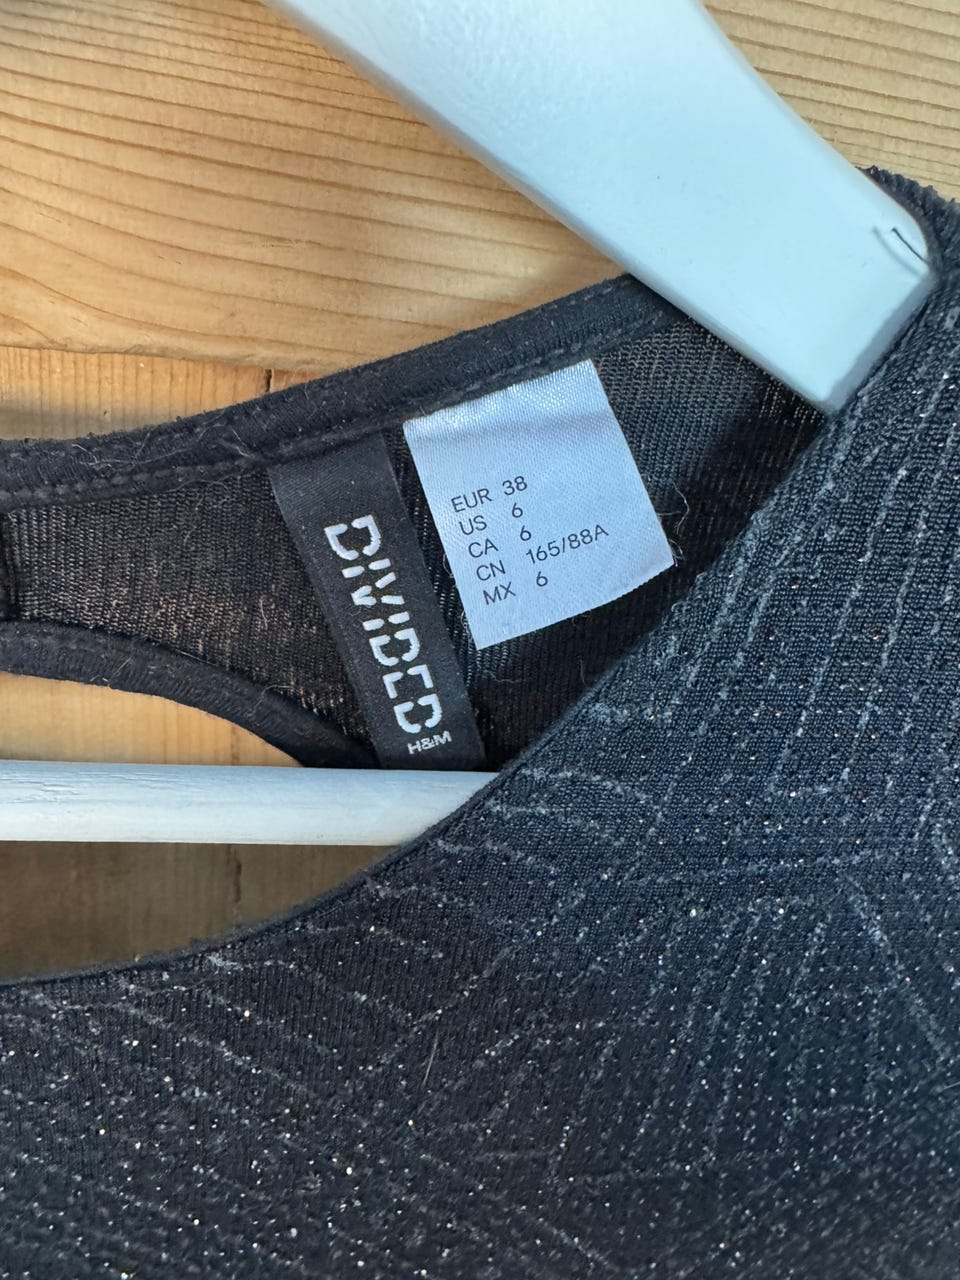 DIVIDED
H&M
EUR 38
US 6
CA 6
CN 165/88A
MX 6